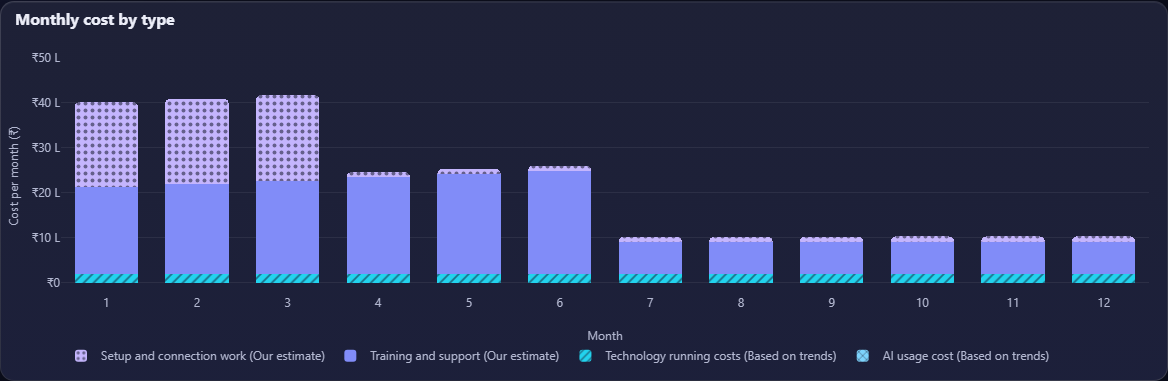 Monthly cost by type
₹50 L
₹40 L
₹30 L
₹20 L
₹10 L
₹0
Cost per month (₹)
1 2 3 4 5 6 7 8 9 10 11 12
Month
Setup and connection work (Our estimate) Training and support (Our estimate) Technology running costs (Based on trends) AI usage cost (Based on trends)